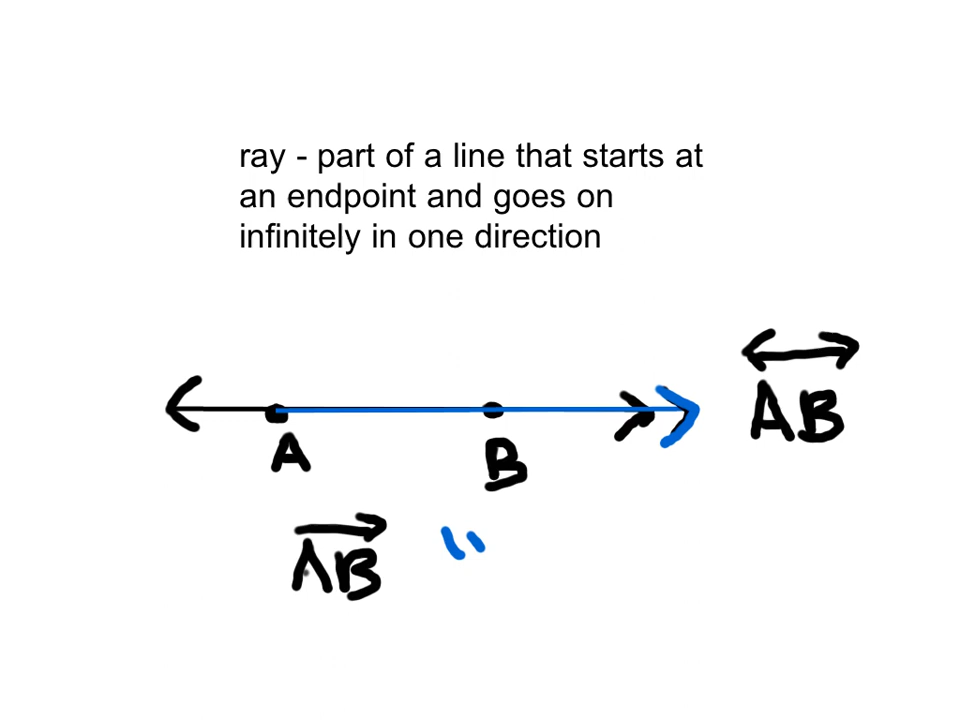 ray - part of a line that starts at
an endpoint and goes on
infinitely in one direction
AB
A B
AB "